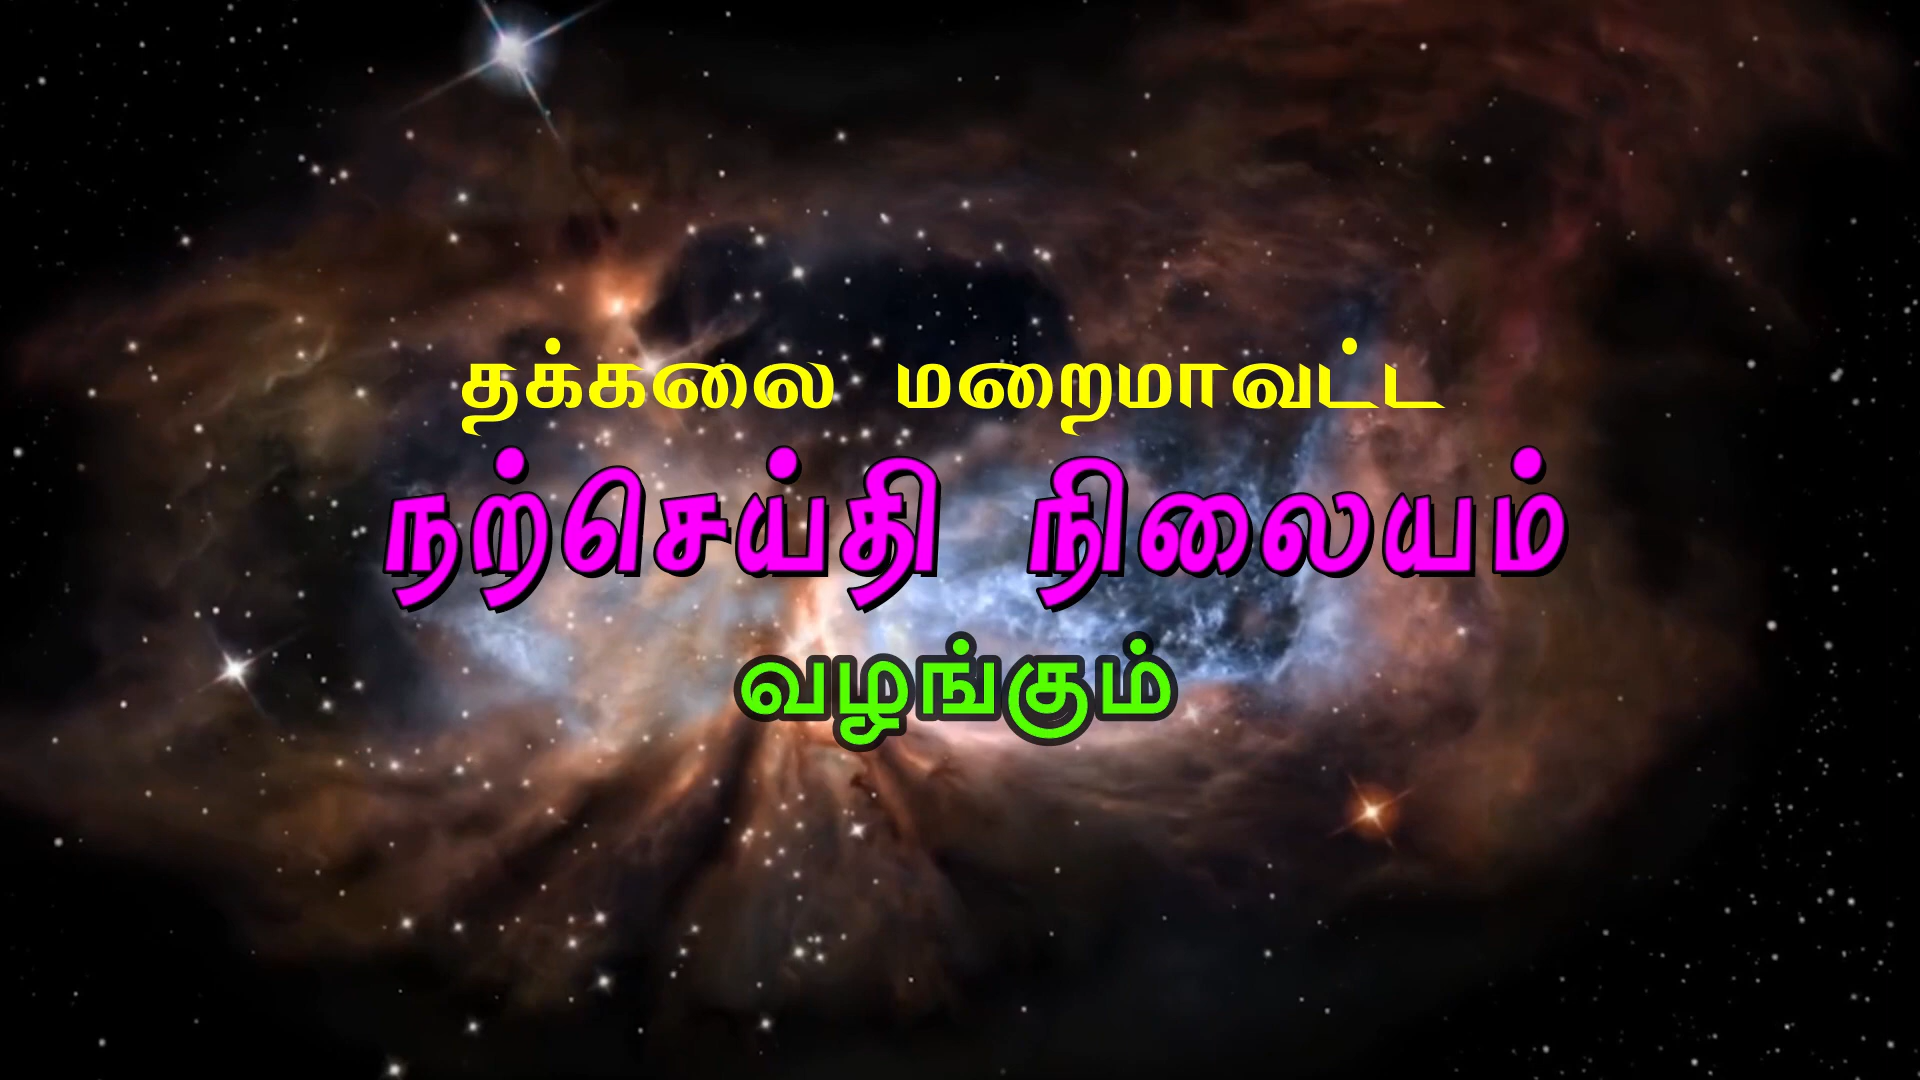 தக்கலை மறைமாவட்ட
நற்செய்தி நிலையம்
வழங்கும்